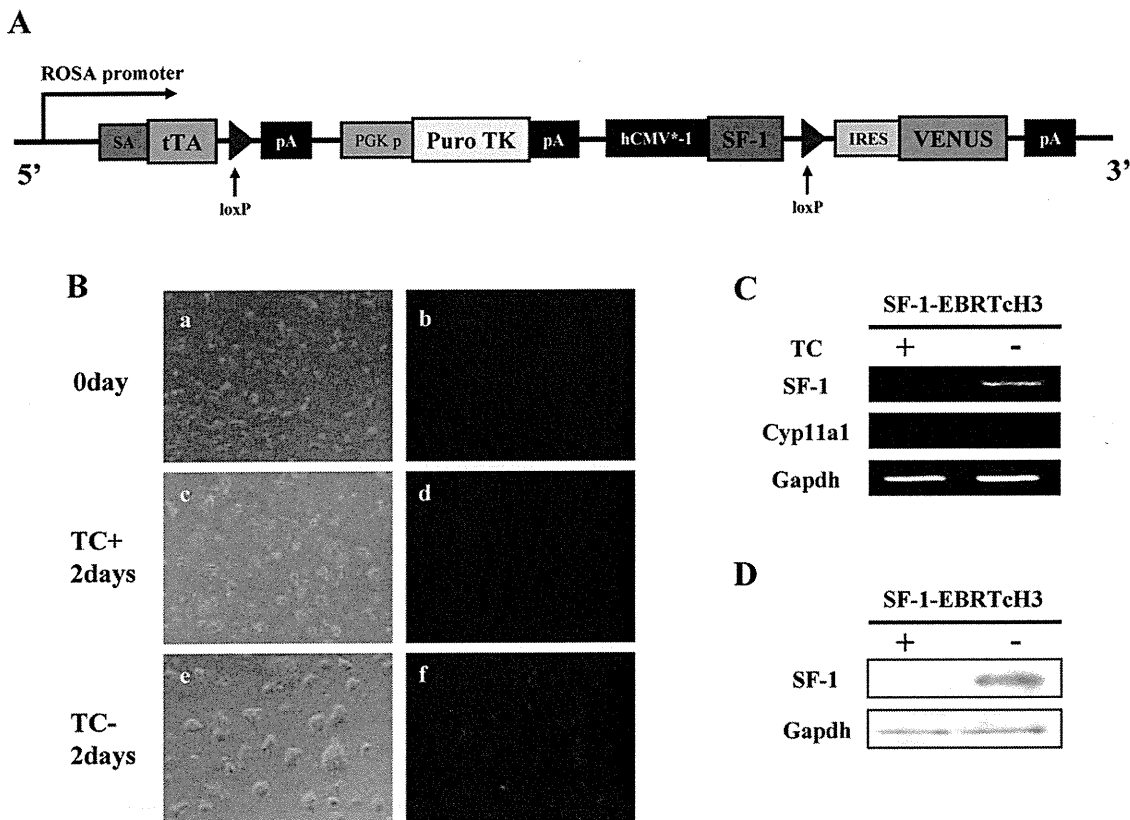 A
ROSA promoter
SA
tTA
pA
PGK p
Puro TK
pA
hCMV*-1
SF-1
IRES
VENUS
pA
5’
loxP
loxP
3’
B
a
b
0day
c
d
TC+
2days
e
f
TC-
2days
C
SF-1-EBRTcH3
TC
+
-
SF-1
Cyp11a1
Gapdh
D
SF-1-EBRTcH3
+
-
SF-1
Gapdh